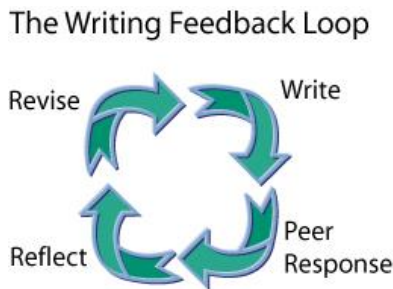 The Writing Feedback Loop
Revise
Write
Reflect
Peer
Response